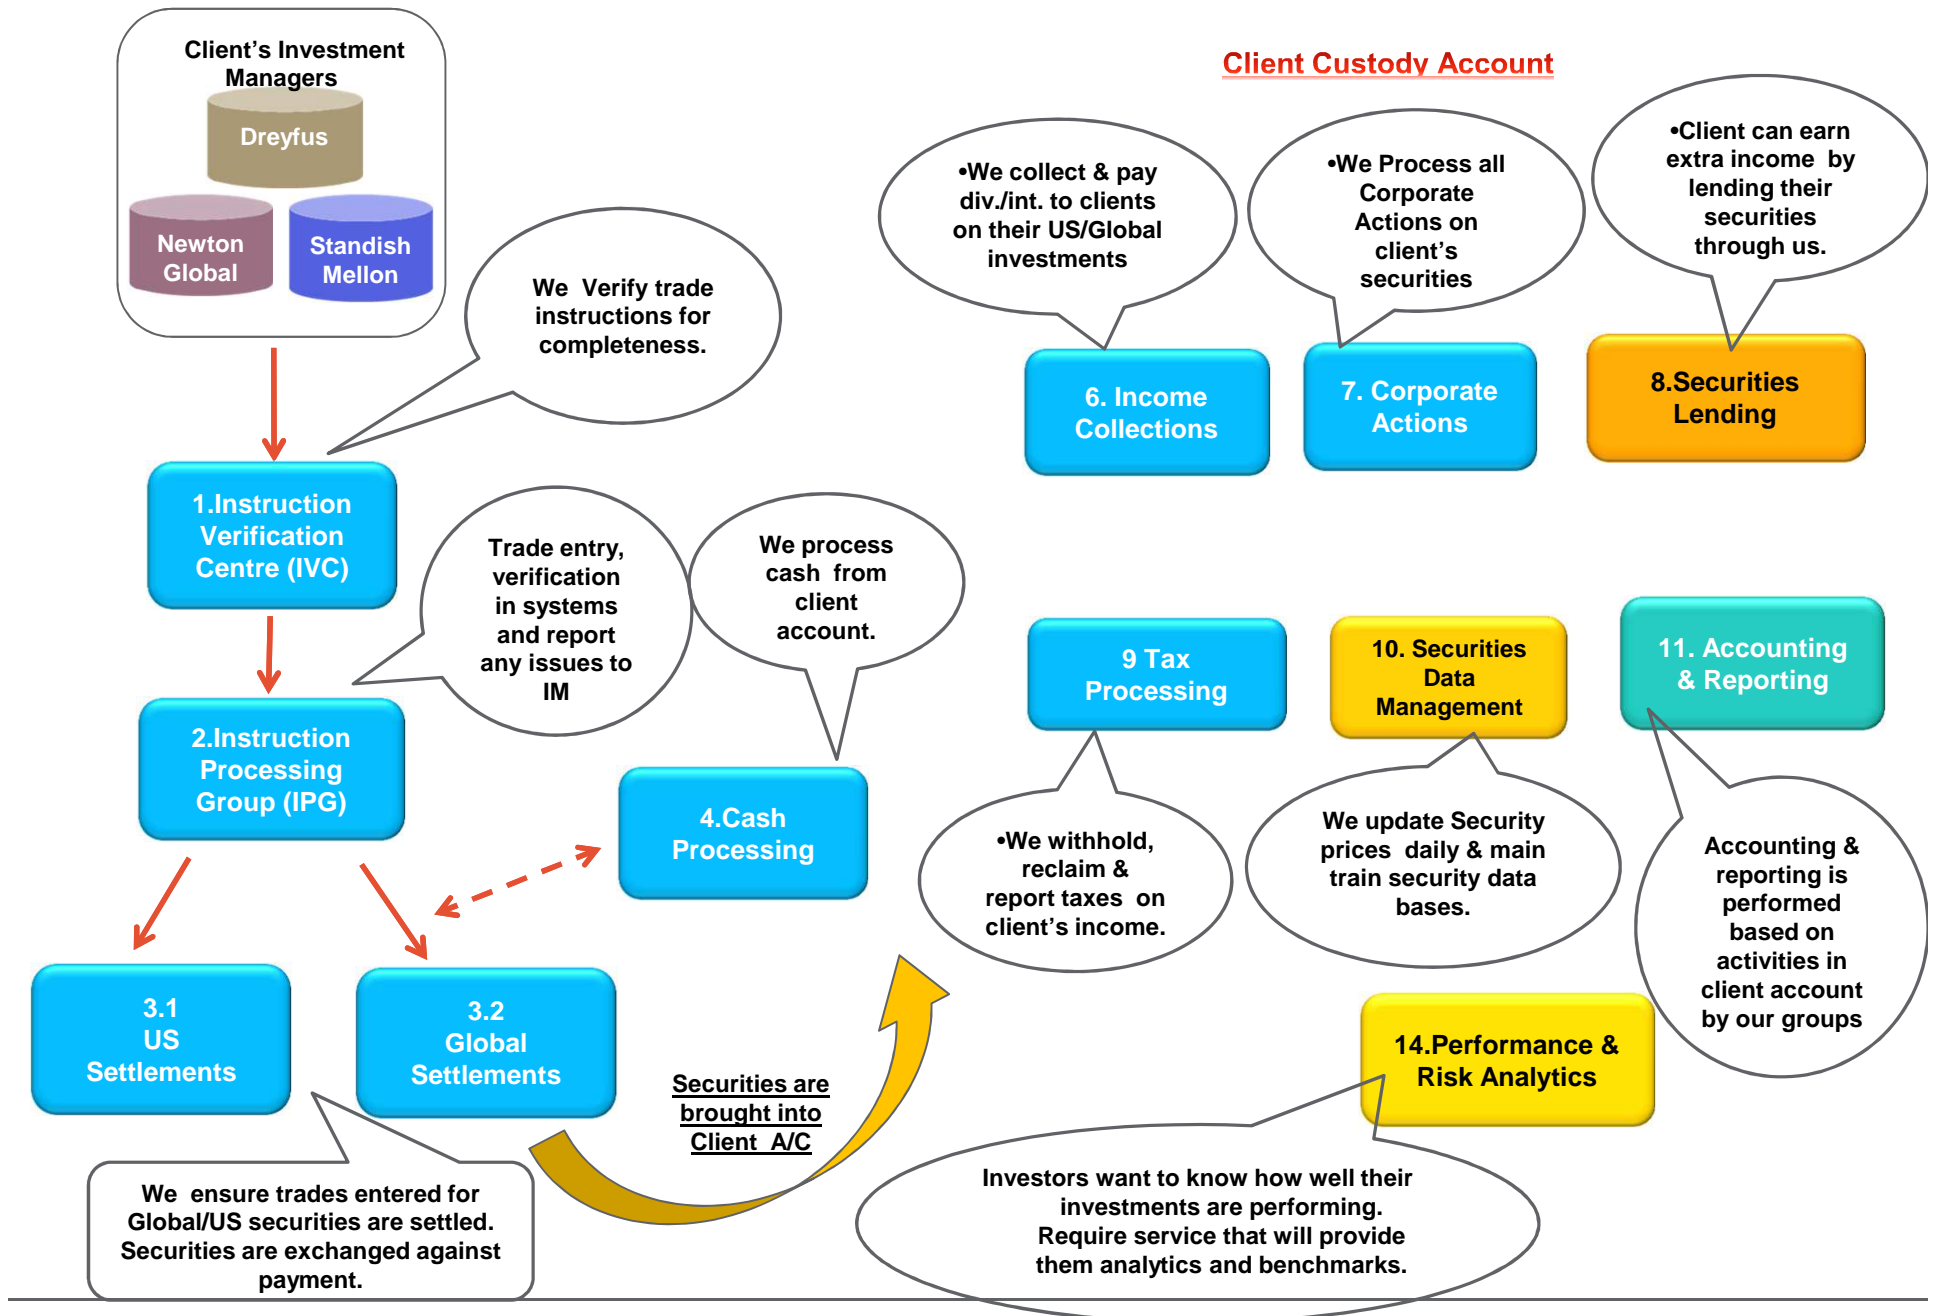 Client’s Investment
Managers
Dreyfus
Newton
Global
Standish
Mellon
We  Verify trade
instructions for
completeness.
1.Instruction
Verification
Centre (IVC)
Trade entry,
verification
in systems
and report
any issues to
IM
We process
cash  from
client
account.
2.Instruction
Processing
Group (IPG)
4.Cash
Processing
3.1
US
Settlements
3.2
Global
Settlements
We  ensure trades entered for
Global/US securities are settled.
Securities are exchanged against
payment.
Securities are
brought into
Client  A/C
Client Custody Account
•We collect & pay
div./int. to clients
on their US/Global
investments
•We Process all
Corporate
Actions on
client’s
securities
•Client can earn
extra income  by
lending their
securities
through us.
6. Income
Collections
7. Corporate
Actions
8.Securities
Lending
9 Tax
Processing
10. Securities
Data
Management
11. Accounting
& Reporting
•We withhold,
reclaim &
report taxes  on
client’s income.
We update Security
prices  daily & main
train security data
bases.
Accounting &
reporting is
performed
based on
activities in
client account
by our groups
14.Performance &
Risk Analytics
Investors want to know how well their
investments are performing.
Require service that will provide
them analytics and benchmarks.